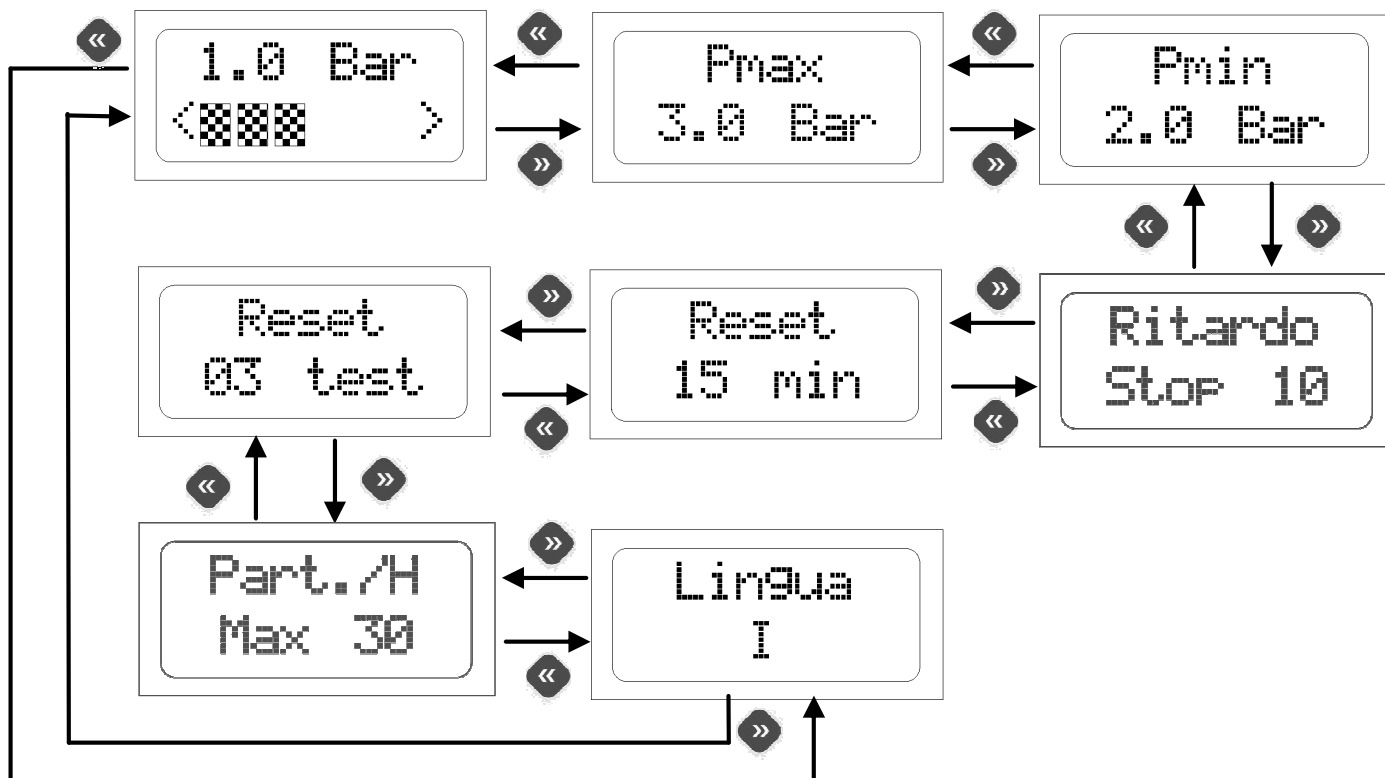 «
1.0 Bar
< >
«
»
Pmax
3.0 Bar
«
»
Pmin
2.0 Bar
«
»
Reset
03 test
»
«
Reset
15 min
»
«
Ritardo
Stop 10
«
»
Part./H
Max 30
»
«
Lingua
I
»